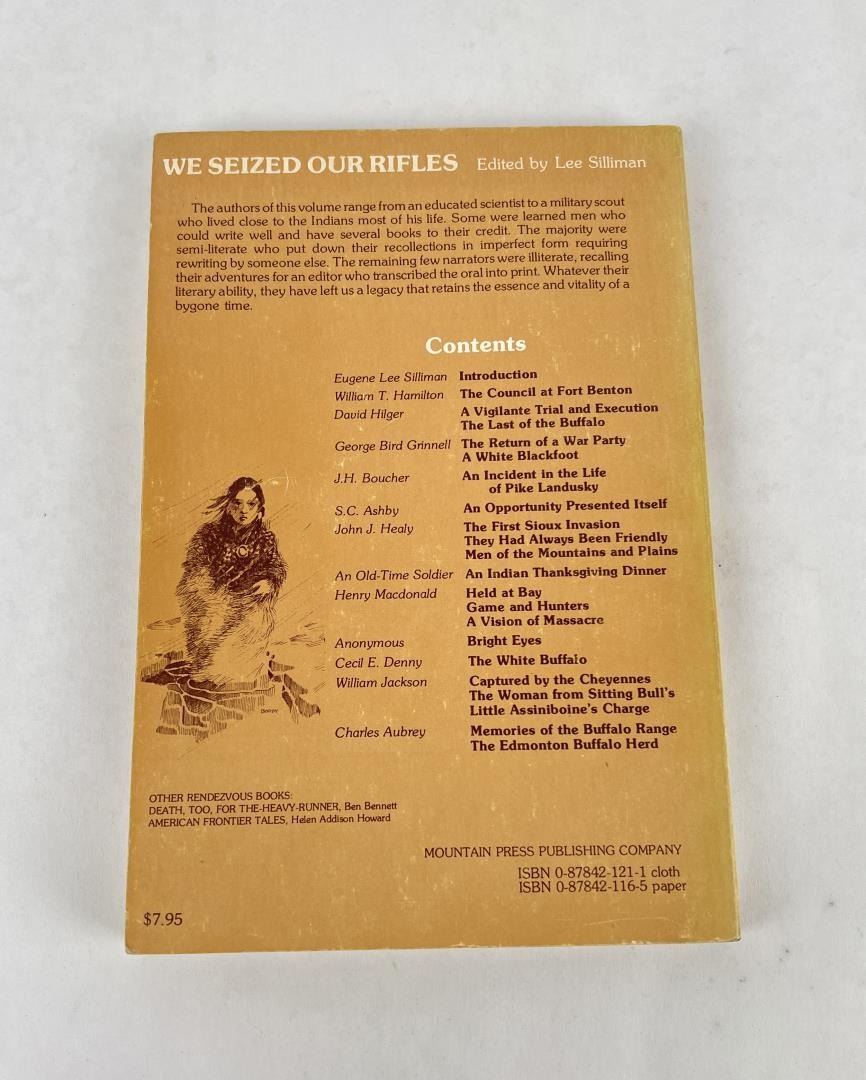 WE SEIZED OUR RIFLES Edited by Lee Silliman
The authors of this volume range from an educated scientist to a military scout
who lived close to the Indians most of his life. Some were learned men who
could write well and have several books to their credit. The majority were
semi-literate who put down their recollections in imperfect form requiring
rewriting by someone else. The remaining few narrators were illiterate, recalling
their adventures for an editor who transcribed the oral into print. Whatever their
literary ability, they have left us a legacy that retains the essence and vitality of a
bygone time.
Contents
Eugene Lee Silliman Introduction
William T. Hamilton The Council at Fort Benton
David Hilger A Vigilante Trial and Execution
The Last of the Buffalo
George Bird Grinnell The Return of a War Party
A White Blackfoot
J.H. Boucher An Incident in the Life
of Pike Landusky
S.C. Ashby An Opportunity Presented Itself
John J. Healy The First Sioux Invasion
They Had Always Been Friendly
Men of the Mountains and Plains
An Old-Time Soldier An Indian Thanksgiving Dinner
Henry Macdonald Held at Bay
Game and Hunters
A Vision of Massacre
Anonymous Bright Eyes
Cecil E. Denny The White Buffalo
William Jackson Captured by the Cheyennes
The Woman from Sitting Bull's
Little Assiniboine's Charge
Charles Aubrey Memories of the Buffalo Range
The Edmonton Buffalo Herd
OTHER RENDEZVOUS BOOKS:
DEATH, TOO, FOR THE-HEAVY-RUNNER, Ben Bennett
AMERICAN FRONTIER TALES, Helen Addison Howard
MOUNTAIN PRESS PUBLISHING COMPANY
ISBN 0-87842-121-1 cloth
ISBN 0-87842-116-5 paper
$7.95